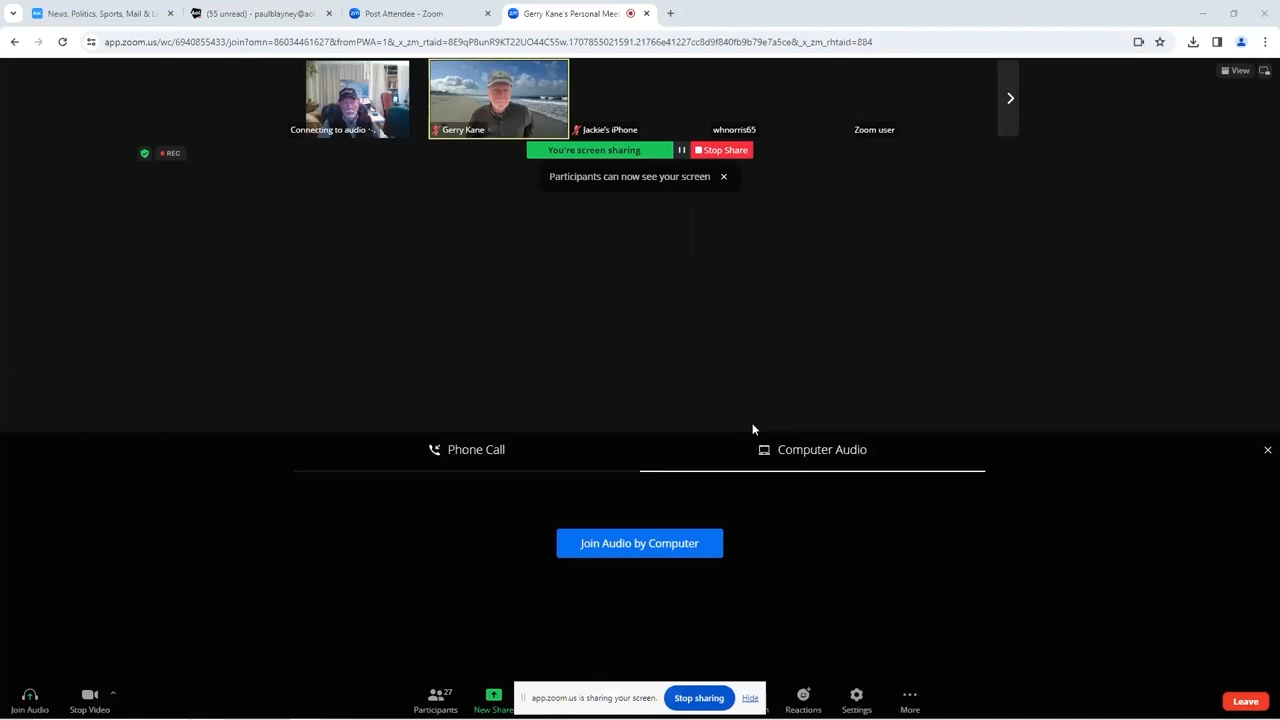 News, Politics, Sports, Mail & L
(55 unread) - paulblayney@aol
Post Attendee - Zoom
Gerry Kane's Personal Meet
app.zoom.us/wc/6940855433/join?omn=86034461627&fromPWA=1&_x_zm_rtaid=8E9qP8unR9KT22UO44C55w.1707855021591.21766e41227cc8d9f840fb9b79e7a5ce&_x_zm_rhtaid=884
View
Connecting to audio ···
Gerry Kane
Jackie's iPhone
whnorris65
Zoom user
REC
You're screen sharing
Stop Share
Participants can now see your screen
Phone Call
Computer Audio
Join Audio by Computer
Join Audio
Stop Video
27
Participants
New Share
app.zoom.us is sharing your screen.
Stop sharing
Hide
Reactions
Settings
More
Leave